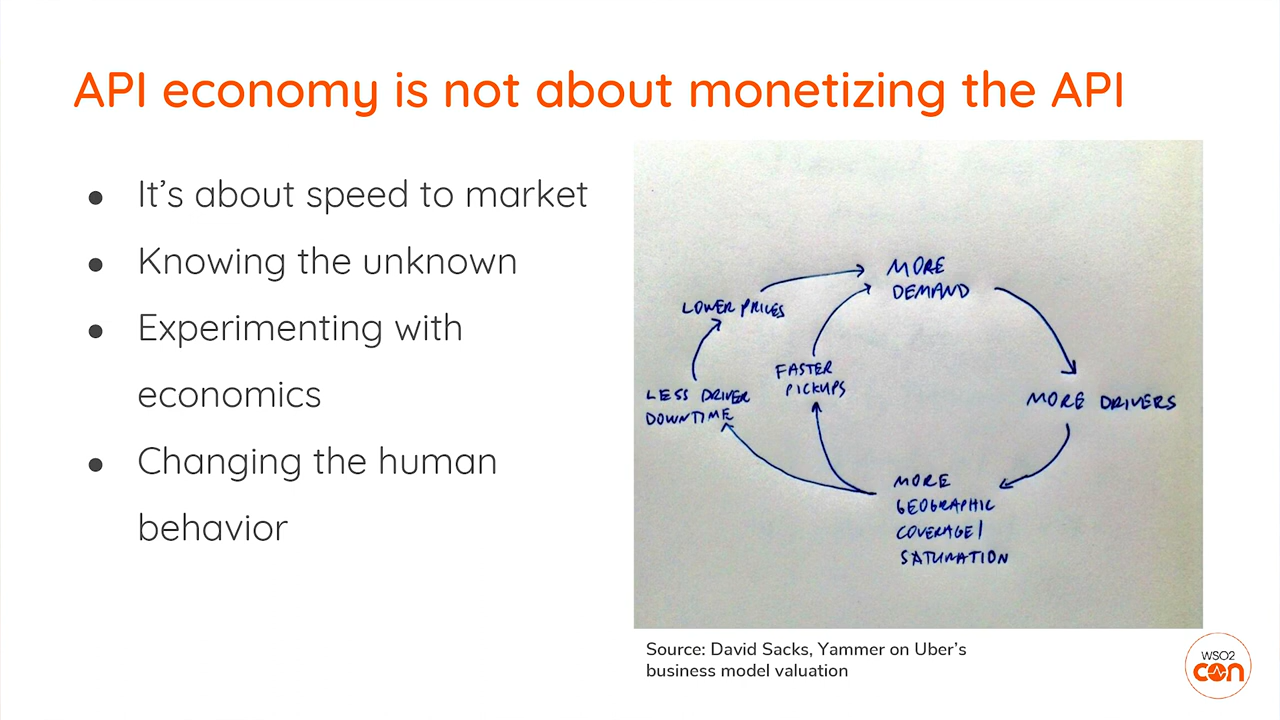 API economy is not about monetizing the API
● It's about speed to market
● Knowing the unknown
● Experimenting with
economics
● Changing the human
behavior
MORE
DEMAND
LOWER PRICES
FASTER
PICKUPS
LESS DRIVER
DOWNTIME
MORE DRIVERS
MORE
GEOGRAPHIC
COVERAGE/
SATURATION
Source: David Sacks, Yammer on Uber's
business model valuation
WSO2
con